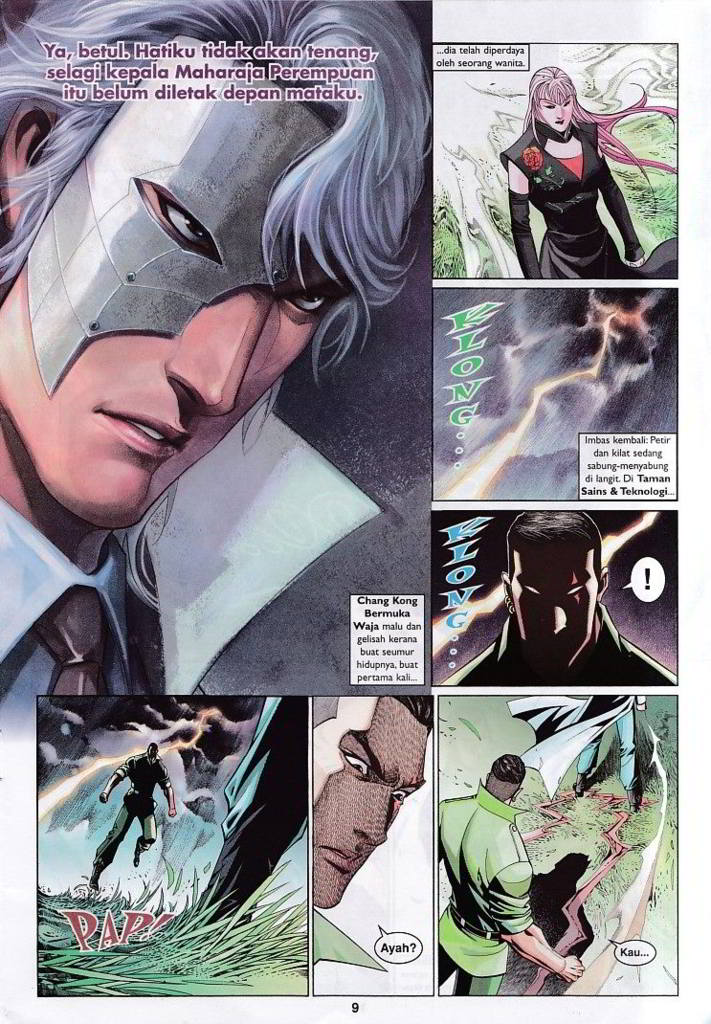 Ya, betul. Hatiku tidak akan tenang,
selagi kepala Maharaja Perempuan
itu belum diletak depan mataku.
...dia telah diperdaya
oleh seorang wanita.
KLONG...
Imbas kembali: Petir
dan kilat sedang
sabung-menyabung
di langit. Di Taman
Sains & Teknologi...
KLONG...
!
Chang Kong
Bermuka
Waja malu dan
gelisah kerana
buat seumur
hidupnya, buat
pertama kali...
PAP!
Ayah?
Kau...
9